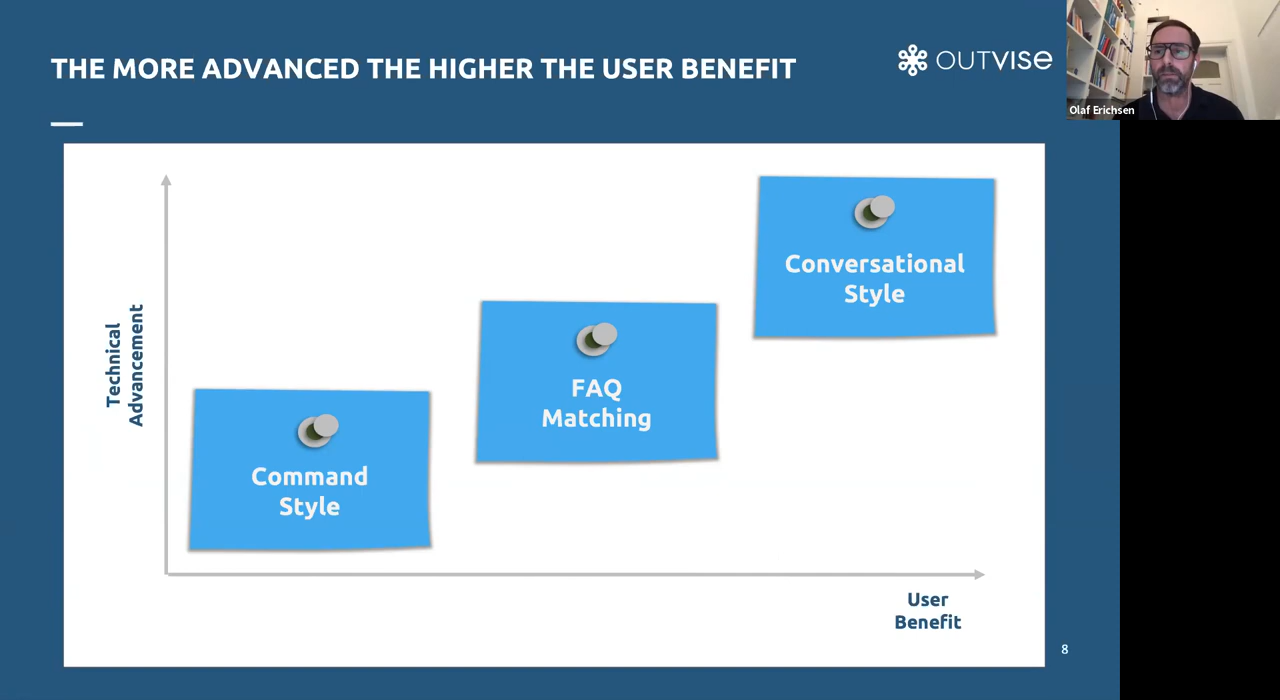 THE MORE ADVANCED THE HIGHER THE USER BENEFIT
OUTVISE
Olaf Erichsen
Technical
Advancement
Conversational
Style
FAQ
Matching
Command
Style
User
Benefit
8